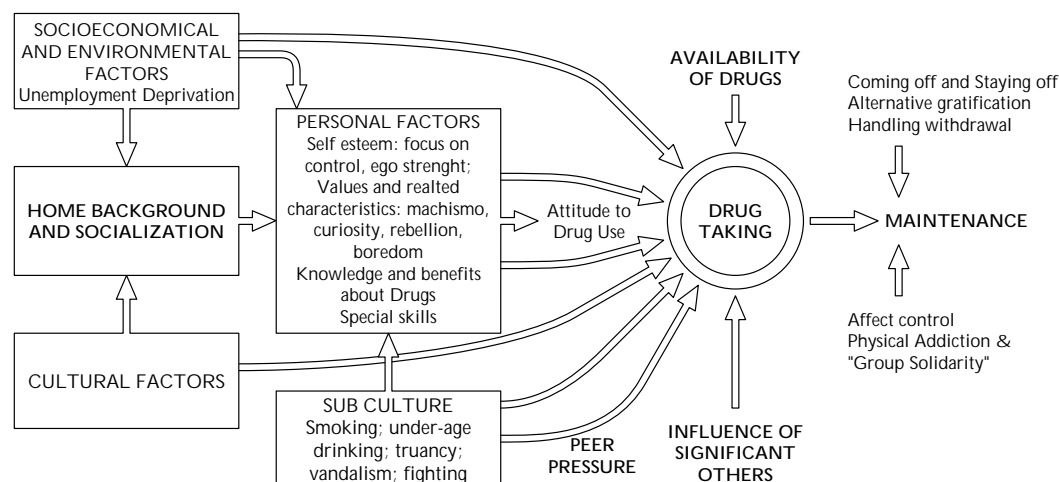 SOCIOECONOMICAL
AND ENVIRONMENTAL
FACTORS
Unemployment Deprivation
HOME BACKGROUND
AND SOCIALIZATION
CULTURAL FACTORS
PERSONAL FACTORS
Self esteem: focus on
control, ego strenght;
Values and realted
characteristics: machismo,
curiosity, rebellion,
boredom
Knowledge and benefits
about Drugs
Special skills
SUB CULTURE
Smoking; under-age
drinking; truancy;
vandalism; fighting
Attitude to
Drug Use
PEER
PRESSURE
AVAILABILITY
OF DRUGS
DRUG
TAKING
INFLUENCE OF
SIGNIFICANT
OTHERS
Coming off and Staying off
Alternative gratification
Handling withdrawal
MAINTENANCE
Affect control
Physical Addiction &
"Group Solidarity"